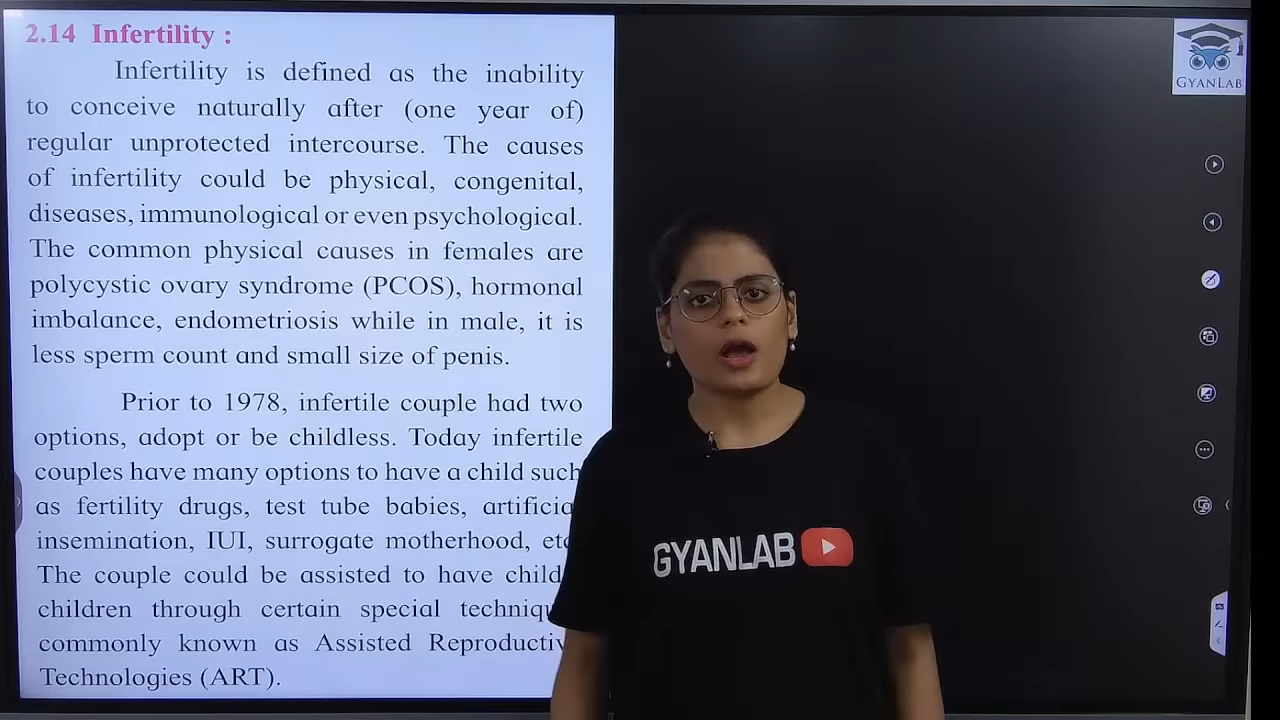 2.14 Infertility :
Infertility is defined as the inability
to conceive naturally after (one year of)
regular unprotected intercourse. The causes
of infertility could be physical, congenital,
diseases, immunological or even psychological.
The common physical causes in females are
polycystic ovary syndrome (PCOS), hormonal
imbalance, endometriosis while in male, it is
less sperm count and small size of penis.
Prior to 1978, infertile couple had two
options, adopt or be childless. Today infertile
couples have many options to have a child such
as fertility drugs, test tube babies, artificia
insemination, IUI, surrogate motherhood, etc
The couple could be assisted to have child
children through certain special techniqu
commonly known as Assisted Reproductiv
Technologies (ART).
GYANLAB
GYANLAB